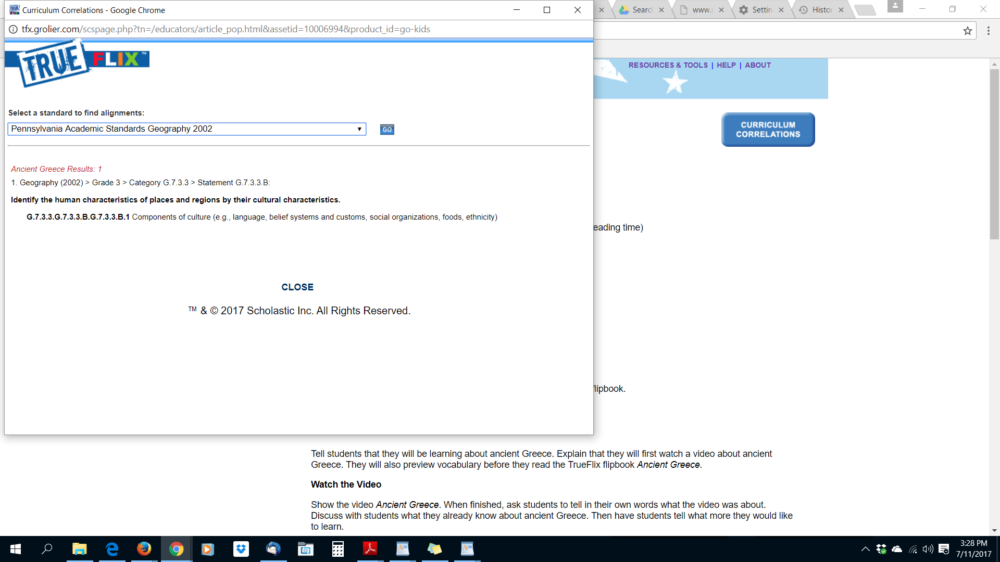 Curriculum Correlations - Google Chrome
Searc
www.
Settin
Histor
tfx.grolier.com/scspage.php?tn=/educators/article_pop.html&assetid=10006994&product_id=go-kids
TRUE FLIX™
RESOURCES & TOOLS | HELP | ABOUT
Select a standard to find alignments:
Pennsylvania Academic Standards Geography 2002
GO
CURRICULUM
CORRELATIONS
Ancient Greece Results: 1
1. Geography (2002) > Grade 3 > Category G.7.3.3 > Statement G.7.3.3.B:
Identify the human characteristics of places and regions by their cultural characteristics.
G.7.3.3.G.7.3.3.B.G.7.3.3.B.1 Components of culture (e.g., language, belief systems and customs, social organizations, foods, ethnicity)
eading time)
CLOSE
TM & © 2017 Scholastic Inc. All Rights Reserved.
flipbook.
Tell students that they will be learning about ancient Greece. Explain that they will first watch a video about ancient
Greece. They will also preview vocabulary before they read the TrueFlix flipbook Ancient Greece.
Watch the Video
Show the video Ancient Greece. When finished, ask students to tell in their own words what the video was about.
Discuss with students what they already know about ancient Greece. Then have students tell what more they would like
to learn.
3:28 PM
7/11/2017